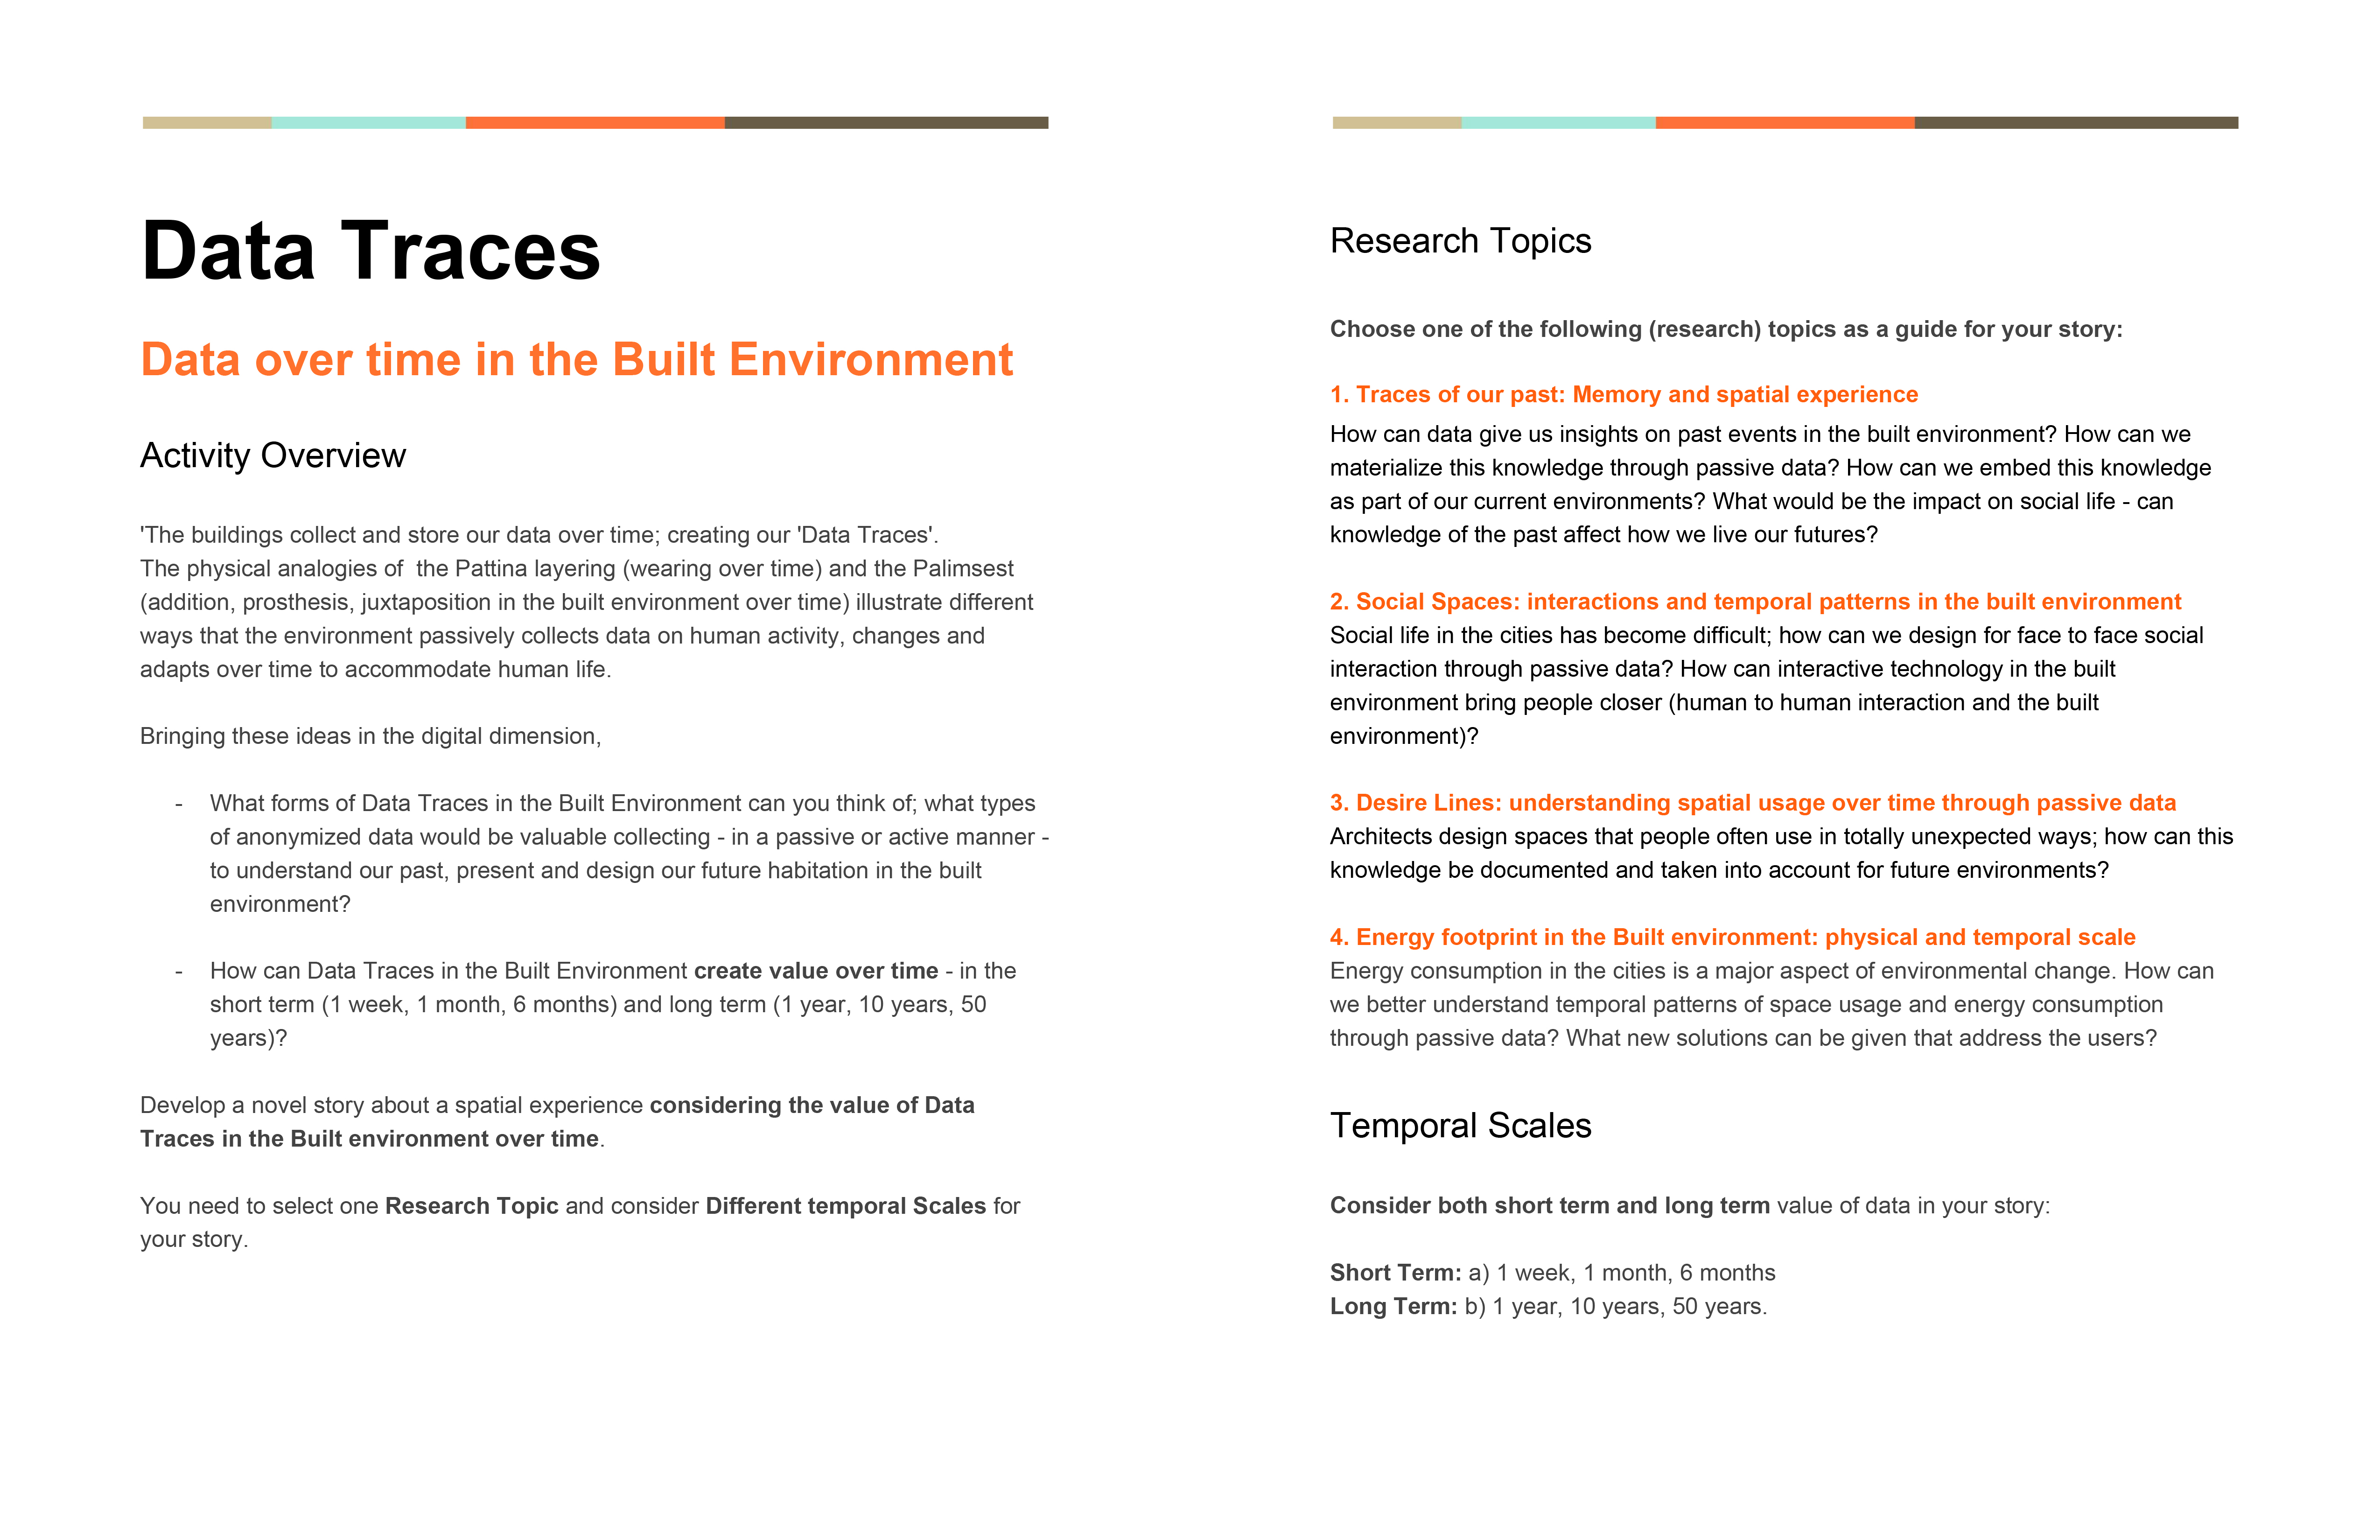 Data Traces
Data over time in the Built Environment
Activity Overview
'The buildings collect and store our data over time; creating our 'Data Traces'.
The physical analogies of  the Pattina layering (wearing over time) and the Palimsest
(addition, prosthesis, juxtaposition in the built environment over time) illustrate different
ways that the environment passively collects data on human activity, changes and
adapts over time to accommodate human life.
Bringing these ideas in the digital dimension,
- What forms of Data Traces in the Built Environment can you think of; what types
of anonymized data would be valuable collecting - in a passive or active manner -
to understand our past, present and design our future habitation in the built
environment?
- How can Data Traces in the Built Environment create value over time - in the
short term (1 week, 1 month, 6 months) and long term (1 year, 10 years, 50
years)?
Develop a novel story about a spatial experience considering the value of Data
Traces in the Built environment over time.
You need to select one Research Topic and consider Different temporal Scales for
your story.
Research Topics
Choose one of the following (research) topics as a guide for your story:
1. Traces of our past: Memory and spatial experience
How can data give us insights on past events in the built environment? How can we
materialize this knowledge through passive data? How can we embed this knowledge
as part of our current environments? What would be the impact on social life - can
knowledge of the past affect how we live our futures?
2. Social Spaces: interactions and temporal patterns in the built environment
Social life in the cities has become difficult; how can we design for face to face social
interaction through passive data? How can interactive technology in the built
environment bring people closer (human to human interaction and the built
environment)?
3. Desire Lines: understanding spatial usage over time through passive data
Architects design spaces that people often use in totally unexpected ways; how can this
knowledge be documented and taken into account for future environments?
4. Energy footprint in the Built environment: physical and temporal scale
Energy consumption in the cities is a major aspect of environmental change. How can
we better understand temporal patterns of space usage and energy consumption
through passive data? What new solutions can be given that address the users?
Temporal Scales
Consider both short term and long term value of data in your story:
Short Term: a) 1 week, 1 month, 6 months
Long Term: b) 1 year, 10 years, 50 years.